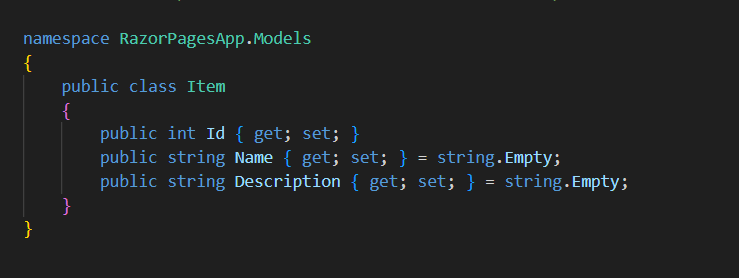 namespace RazorPagesApp.Models
{
    public class Item
    {
        public int Id { get; set; }
        public string Name { get; set; } = string.Empty;
        public string Description { get; set; } = string.Empty;
    }
}